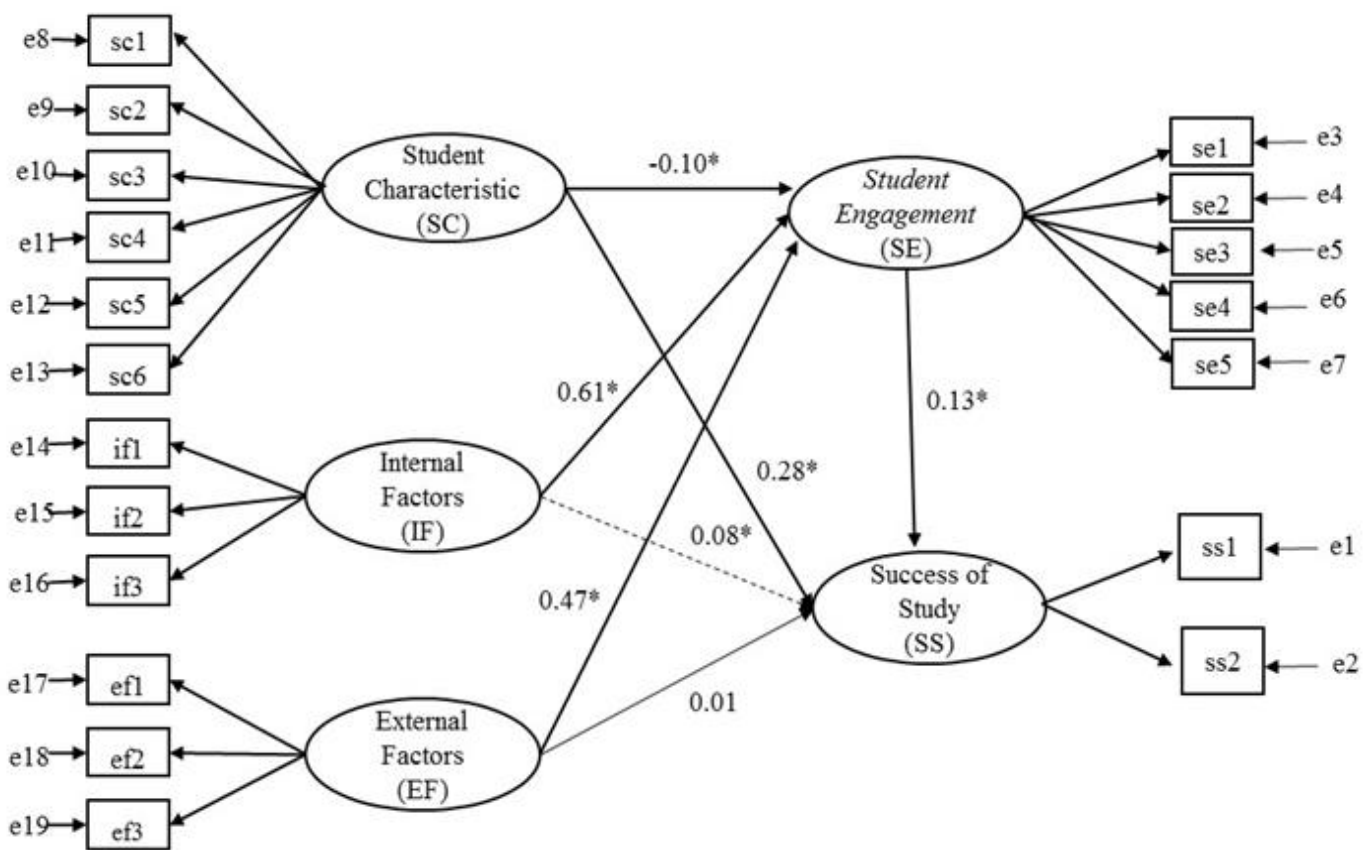 e8
sc1
e9
sc2
e10
sc3
e11
sc4
e12
sc5
e13
sc6
Student
Characteristic
(SC)
-0.10*
Student
Engagement
(SE)
se1
e3
se2
e4
se3
e5
se4
e6
se5
e7
e14
if1
e15
if2
e16
if3
Internal
Factors
(IF)
0.61*
0.13*
0.28*
0.08*
0.47*
0.01
Success of
Study
(SS)
ss1
e1
ss2
e2
e17
ef1
e18
ef2
e19
ef3
External
Factors
(EF)